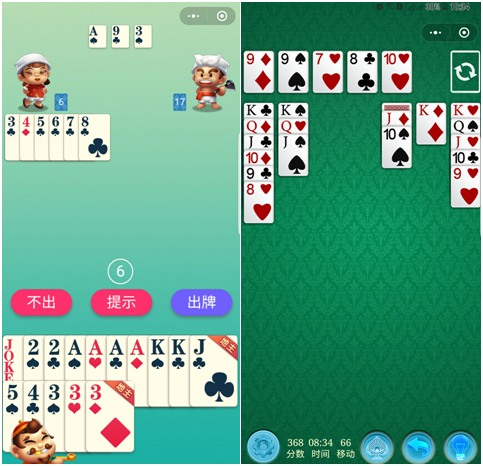 A 9 3
6 17
3 4 5 6 7 8
6
不出 提示 出牌
JOKE 2 2 A A A A K K J 地主
5 4 3 3 3 地主
30% 10:34
9 9 7 8 10
K K J K K
Q Q 10 Q
J J J
10 10
9 9
8
368 08:34 66
分数 时间 移动